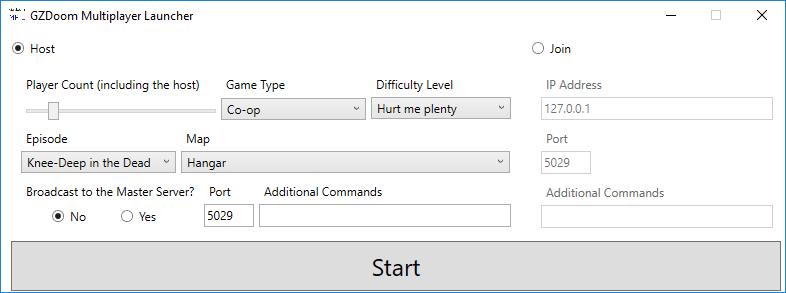 GZDoom Multiplayer Launcher
Host
Join
Player Count (including the host)
Game Type
Difficulty Level
IP Address
Co-op
Hurt me plenty
127.0.0.1
Episode
Map
Port
Knee-Deep in the Dead
Hangar
5029
Broadcast to the Master Server?
Port
Additional Commands
Additional Commands
No
Yes
5029
Start